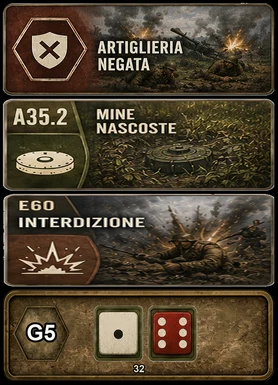 ARTIGLIERIA
NEGATA
A35.2
MINE
NASCOSTE
E60
INTERDIZIONE
G5
32